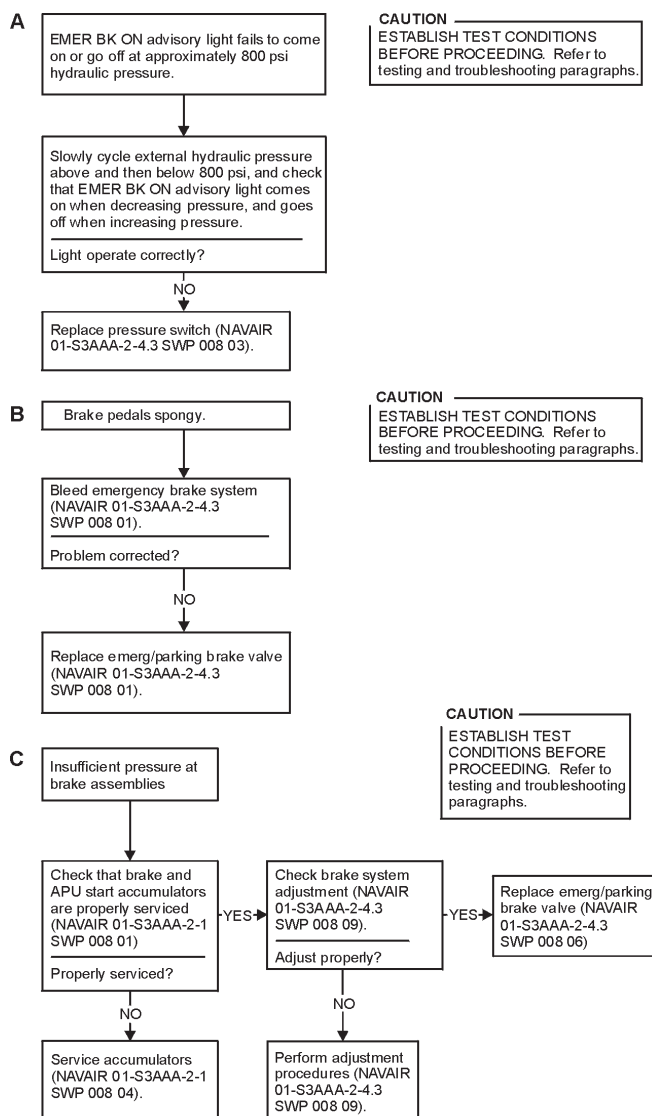 A
EMER BK ON advisory light fails to come
on or go off at approximately 800 psi
hydraulic pressure.
CAUTION
ESTABLISH TEST CONDITIONS
BEFORE PROCEEDING. Refer to
testing and troubleshooting paragraphs.
Slowly cycle external hydraulic pressure
above and then below 800 psi, and check
that EMER BK ON advisory light comes
on when decreasing pressure, and goes
off when increasing pressure.
Light operate correctly?
NO
Replace pressure switch (NAVAIR
01-S3AAA-2-4.3 SWP 008 03).
B
Brake pedals spongy.
CAUTION
ESTABLISH TEST CONDITIONS
BEFORE PROCEEDING. Refer to
testing and troubleshooting paragraphs.
Bleed emergency brake system
(NAVAIR 01-S3AAA-2-4.3
SWP 008 01).
Problem corrected?
NO
Replace emerg/parking brake valve
(NAVAIR 01-S3AAA-2-4.3
SWP 008 01).
CAUTION
ESTABLISH TEST
CONDITIONS BEFORE
PROCEEDING. Refer to
testing and troubleshooting
paragraphs.
C
Insufficient pressure at
brake assemblies
Check that brake and
APU start accumulators
are properly serviced
(NAVAIR 01-S3AAA-2-1
SWP 008 01)
Properly serviced?
YES
Check brake system
adjustment (NAVAIR
01-S3AAA-2-4.3
SWP 008 09).
Adjust properly?
YES
Replace emerg/parking
brake valve (NAVAIR
01-S3AAA-2-4.3
SWP 008 06)
NO
Service accumulators
(NAVAIR 01-S3AAA-2-1
SWP 008 04).
NO
Perform adjustment
procedures (NAVAIR
01-S3AAA-2-4.3
SWP 008 09).